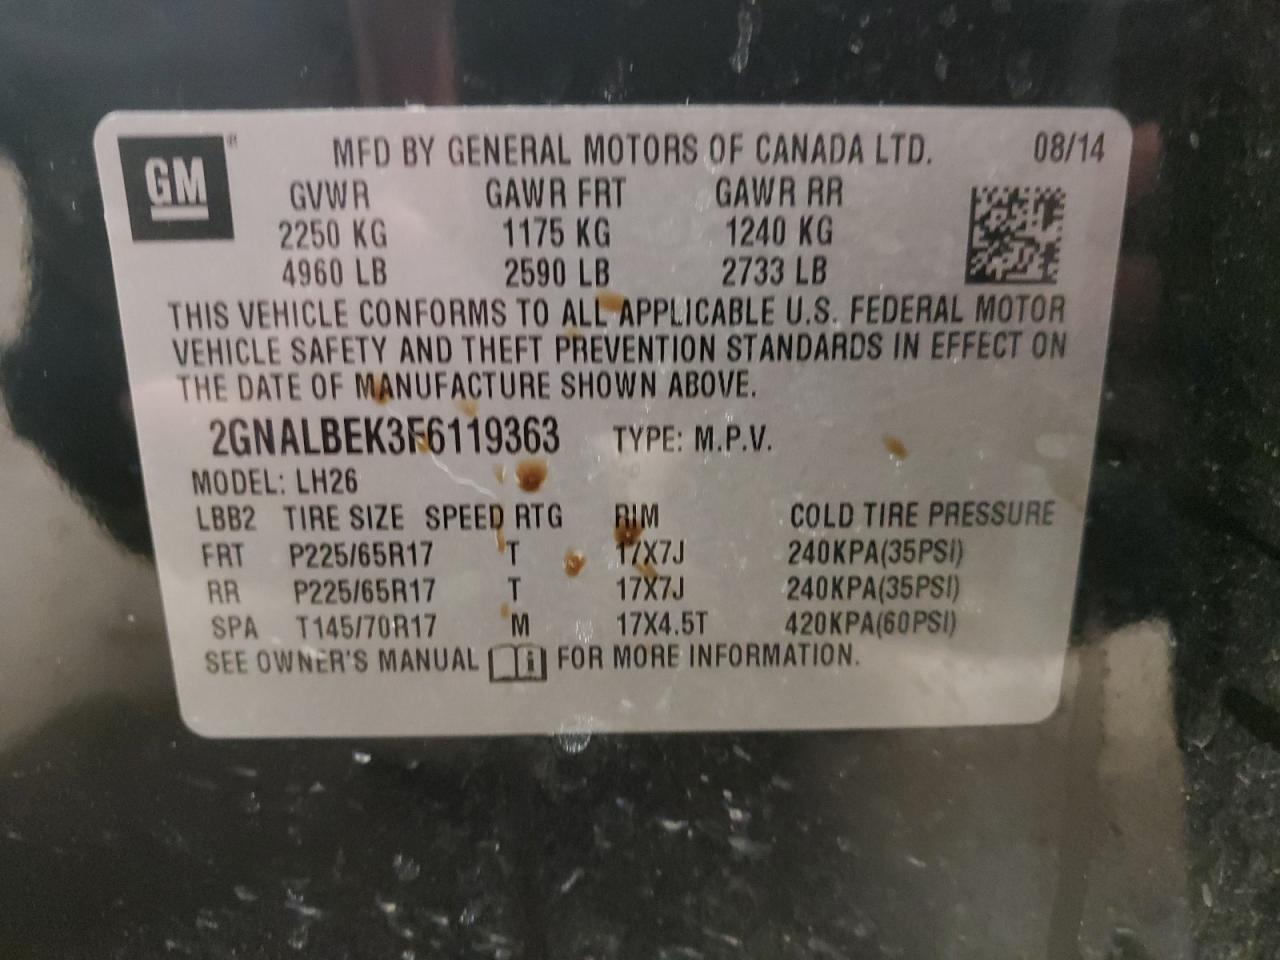 GM
MFD BY GENERAL MOTORS OF CANADA LTD. 08/14
GVWR GAWR FRT GAWR RR
2250 KG 1175 KG 1240 KG
4960 LB 2590 LB 2733 LB
THIS VEHICLE CONFORMS TO ALL APPLICABLE U.S. FEDERAL MOTOR
VEHICLE SAFETY AND THEFT PREVENTION STANDARDS IN EFFECT ON
THE DATE OF MANUFACTURE SHOWN ABOVE.
2GNALBEK3F6119363 TYPE: M.P.V.
MODEL: LH26
LBB2 TIRE SIZE SPEED RTG RIM COLD TIRE PRESSURE
FRT P225/65R17 T 17X7J 240KPA(35PSI)
RR P225/65R17 T 17X7J 240KPA(35PSI)
SPA T145/70R17 M 17X4.5T 420KPA(60PSI)
SEE OWNER'S MANUAL FOR MORE INFORMATION.